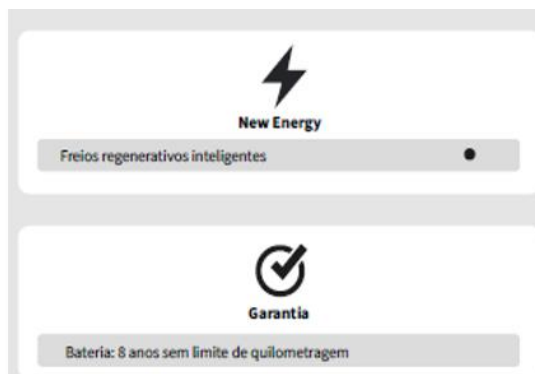 New Energy
Freios regenerativos inteligentes
Garantia
Bateria: 8 anos sem limite de quilometragem